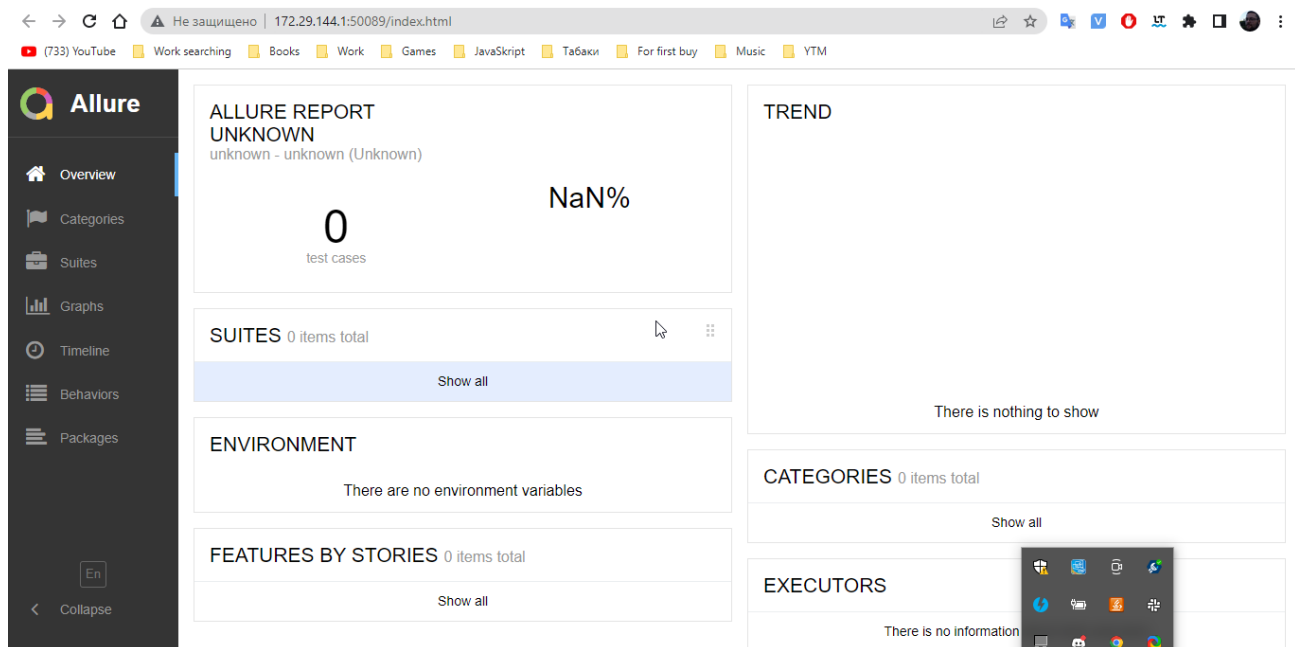 Не защищено | 172.29.144.1:50089/index.html
(733) YouTube Work searching Books Work Games JavaSkript Табаки For first buy Music YTM
Allure
Overview
Categories
Suites
Graphs
Timeline
Behaviors
Packages
En
Collapse
ALLURE REPORT
UNKNOWN
unknown - unknown (Unknown)
0
test cases
NaN%
SUITES 0 items total
Show all
ENVIRONMENT
There are no environment variables
FEATURES BY STORIES 0 items total
Show all
TREND
There is nothing to show
CATEGORIES 0 items total
Show all
EXECUTORS
There is no information